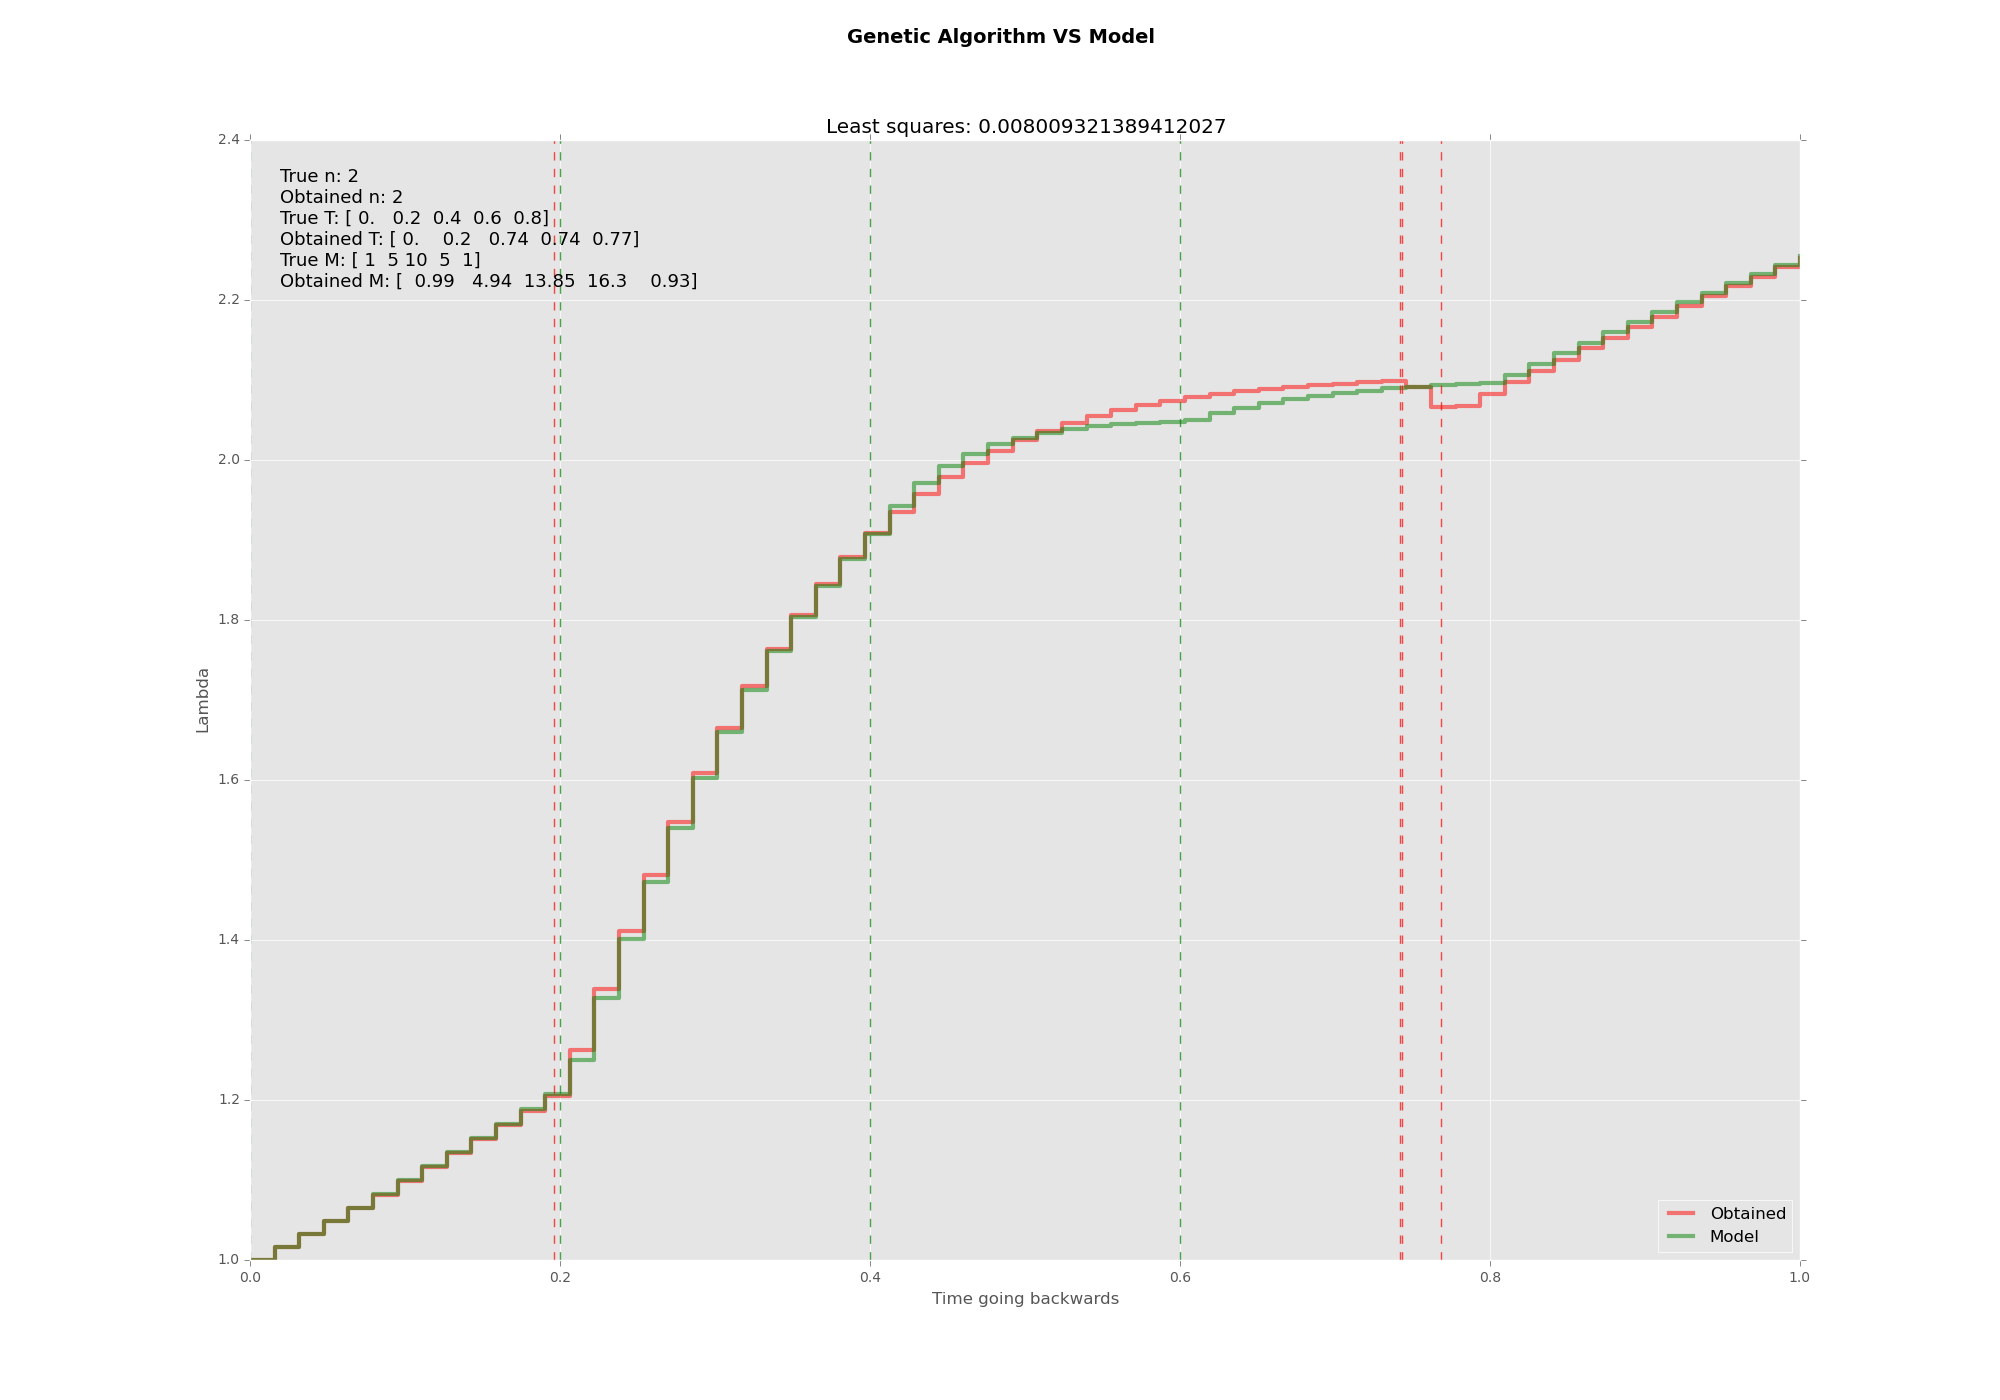 Genetic Algorithm VS Model
Least squares: 0.008009321389412027
2.4
True n: 2
Obtained n: 2
True T: [ 0.   0.2  0.4  0.6  0.8]
Obtained T: [ 0.    0.2   0.74  0.74  0.77]
True M: [ 1  5 10  5  1]
Obtained M: [  0.99   4.94  13.85  16.3    0.93]
2.2
2.0
1.8
Lambda
1.6
1.4
1.2
Obtained
Model
1.0
0.0 0.2 0.4 0.6 0.8 1.0
Time going backwards